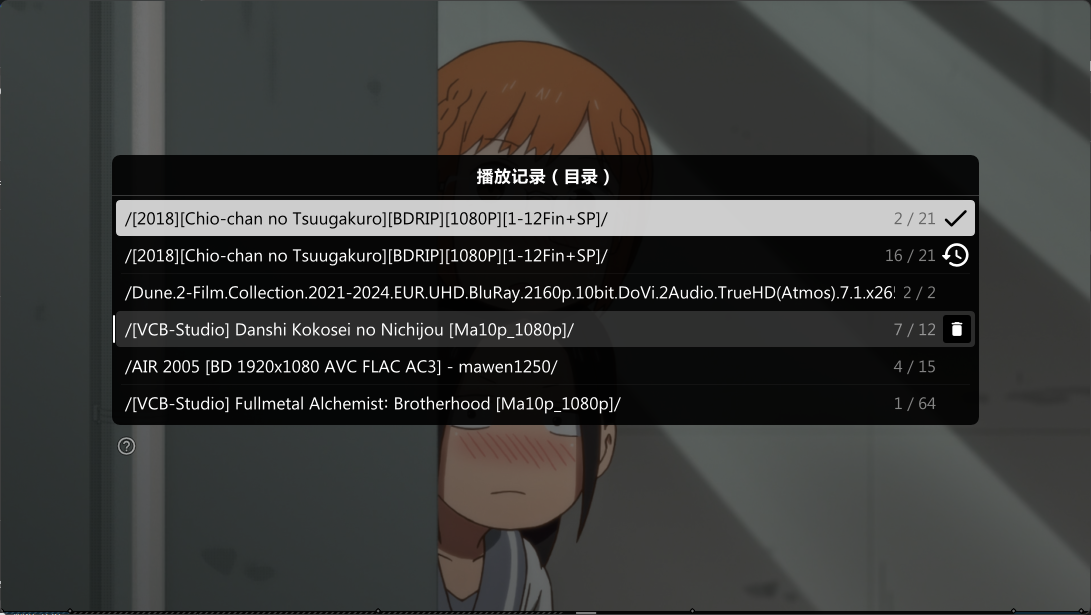 播放记录 ( 目录 )
/[2018][Chio-chan no Tsuugakuro][BDRIP][1080P][1-12Fin+SP]/ 2 / 21
/[2018][Chio-chan no Tsuugakuro][BDRIP][1080P][1-12Fin+SP]/ 16 / 21
/Dune.2-Film.Collection.2021-2024.EUR.UHD.BluRay.2160p.10bit.DoVi.2Audio.TrueHD(Atmos).7.1.x265 2 / 2
/[VCB-Studio] Danshi Kokosei no Nichijou [Ma10p_1080p]/ 7 / 12
/AIR 2005 [BD 1920x1080 AVC FLAC AC3] - mawen1250/ 4 / 15
/[VCB-Studio] Fullmetal Alchemist: Brotherhood [Ma10p_1080p]/ 1 / 64
?